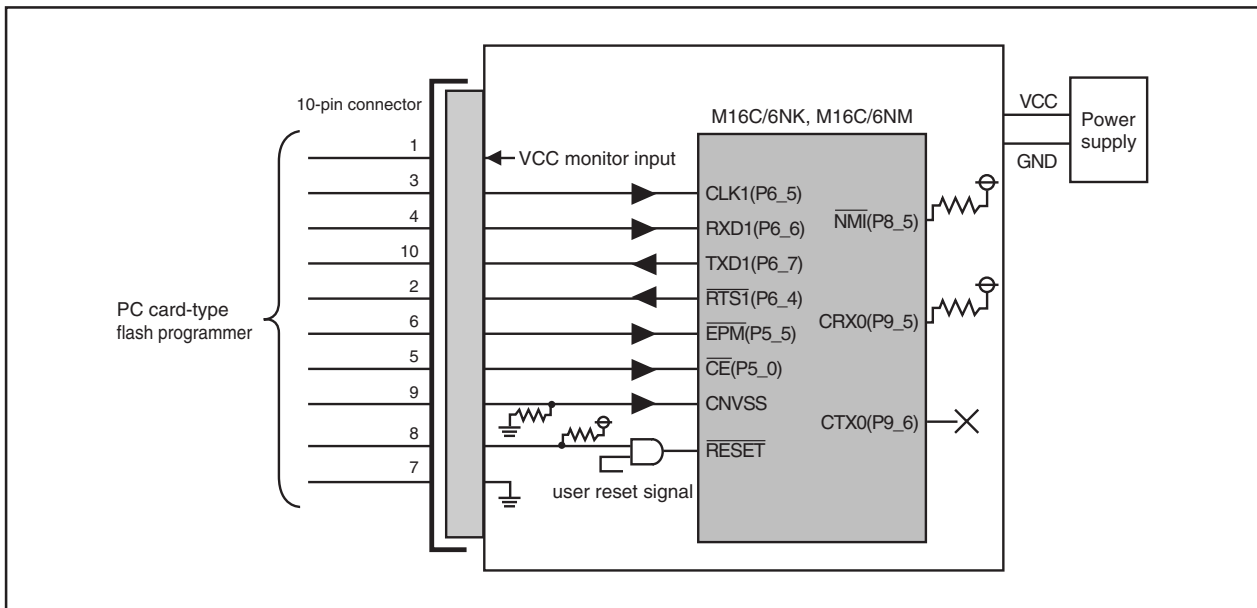 10-pin connector
M16C/6NK, M16C/6NM
VCC
Power
supply
GND
1
VCC monitor input
3
CLK1(P6_5)
4
RXD1(P6_6)
NMI(P8_5)
10
TXD1(P6_7)
2
RTS1(P6_4)
PC card-type
flash programmer
6
EPM(P5_5)
CRX0(P9_5)
5
CE(P5_0)
9
CNVSS
CTX0(P9_6)
8
RESET
7
user reset signal